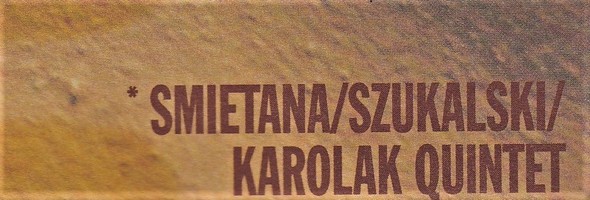 * SMIETANA/SZUKALSKI/
KAROLAK QUINTET